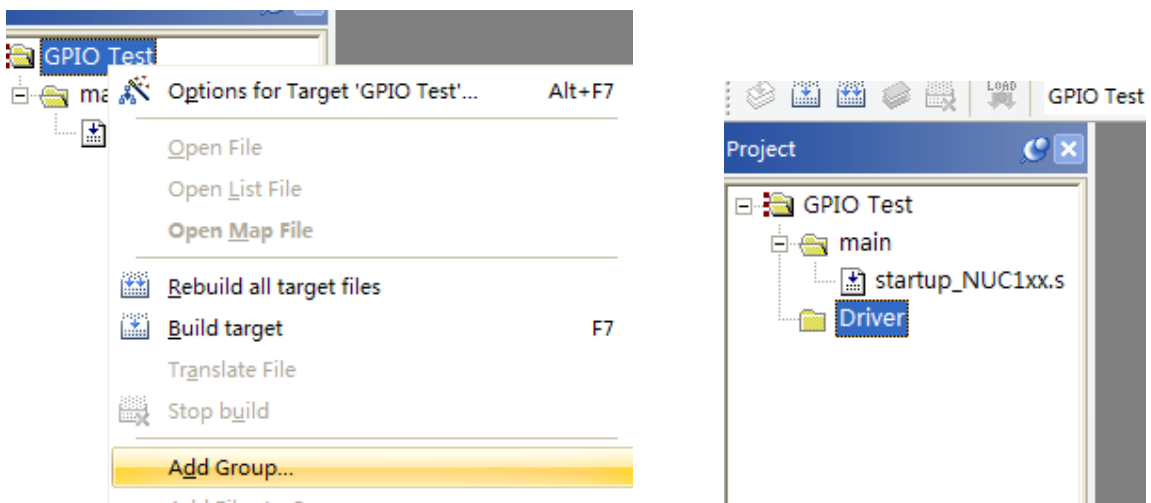 GPIO Test
ma
Options for Target 'GPIO Test'... Alt+F7
Open File
Open List File
Open Map File
Rebuild all target files
Build target F7
Translate File
Stop build
Add Group...
LOAD
GPIO Test
Project
GPIO Test
main
startup_NUC1xx.s
Driver